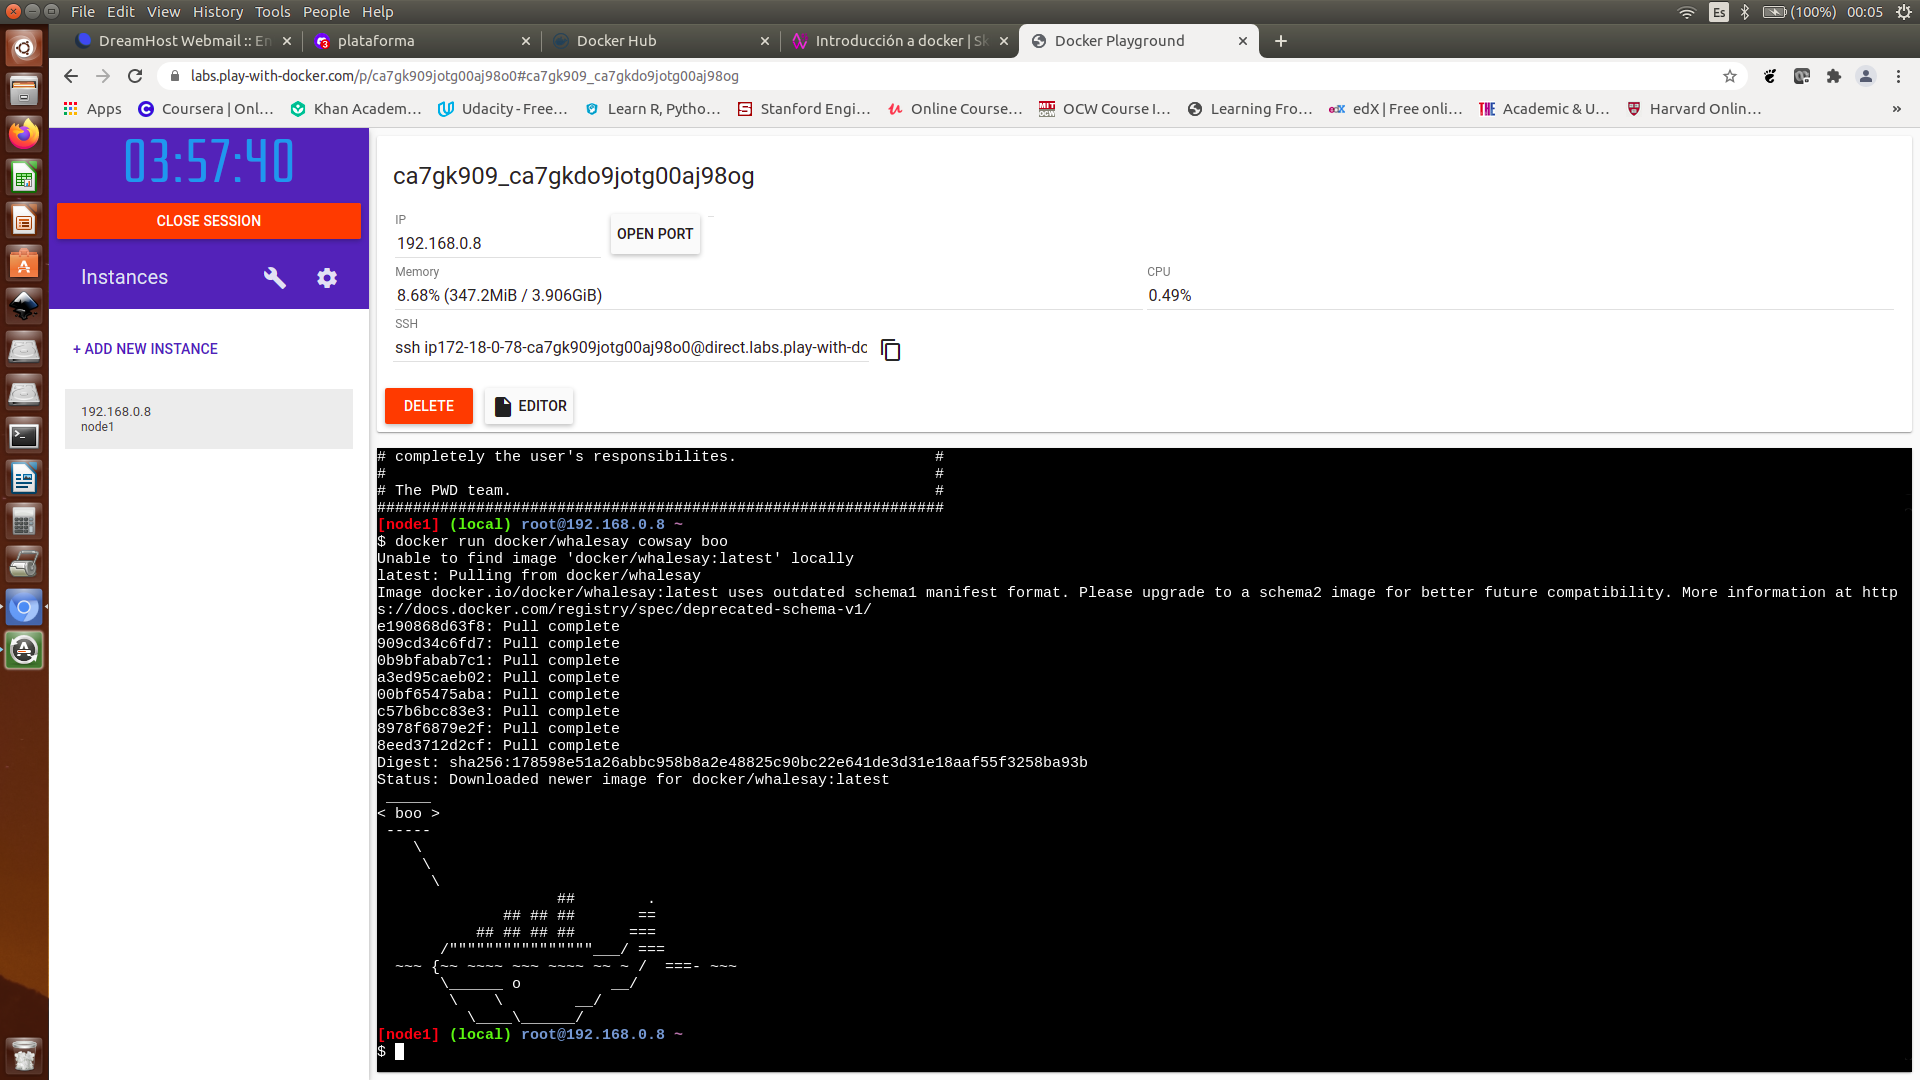 File Edit View History Tools People Help
Es (100%) 00:05
DreamHost Webmail :: En
plataforma
Docker Hub
Introducción a docker | Sk
Docker Playground
labs.play-with-docker.com/p/ca7gk909jotg00aj98o0#ca7gk909_ca7gkdo9jotg00aj98og
Apps
Coursera | Onl…
Khan Academ…
Udacity - Free…
Learn R, Pytho…
Stanford Engi…
Online Course…
OCW Course I…
Learning Fro…
edX | Free onli…
Academic & U…
Harvard Onlin…
»
03:57:40
CLOSE SESSION
Instances
+ ADD NEW INSTANCE
192.168.0.8
node1
ca7gk909_ca7gkdo9jotg00aj98og
IP
192.168.0.8
OPEN PORT
Memory
8.68% (347.2MiB / 3.906GiB)
CPU
0.49%
SSH
ssh ip172-18-0-78-ca7gk909jotg00aj98o0@direct.labs.play-with-dc
DELETE
EDITOR
# completely the user's responsibilites. #
# #
# The PWD team. #
###############################################################
[node1] (local) root@192.168.0.8 ~
$ docker run docker/whalesay cowsay boo
Unable to find image 'docker/whalesay:latest' locally
latest: Pulling from docker/whalesay
Image docker.io/docker/whalesay:latest uses outdated schema1 manifest format. Please upgrade to a schema2 image for better future compatibility. More information at http
s://docs.docker.com/registry/spec/deprecated-schema-v1/
e190868d63f8: Pull complete
909cd34c6fd7: Pull complete
0b9bfabab7c1: Pull complete
a3ed95caeb02: Pull complete
00bf65475aba: Pull complete
c57b6bcc83e3: Pull complete
8978f6879e2f: Pull complete
8eed3712d2cf: Pull complete
Digest: sha256:178598e51a26abbc958b8a2e48825c90bc22e641de3d31e18aaf55f3258ba93b
Status: Downloaded newer image for docker/whalesay:latest
 _____
< boo >
 -----
    \
     \
      \
                    ##        .
              ## ## ##       ==
           ## ## ## ##      ===
       /""""""""""""""""___/ ===
  ~~~ {~~ ~~~~ ~~~ ~~~~ ~~ ~ /  ===- ~~~
       \______ o          __/
        \    \        __/
          \____\______/
[node1] (local) root@192.168.0.8 ~
$